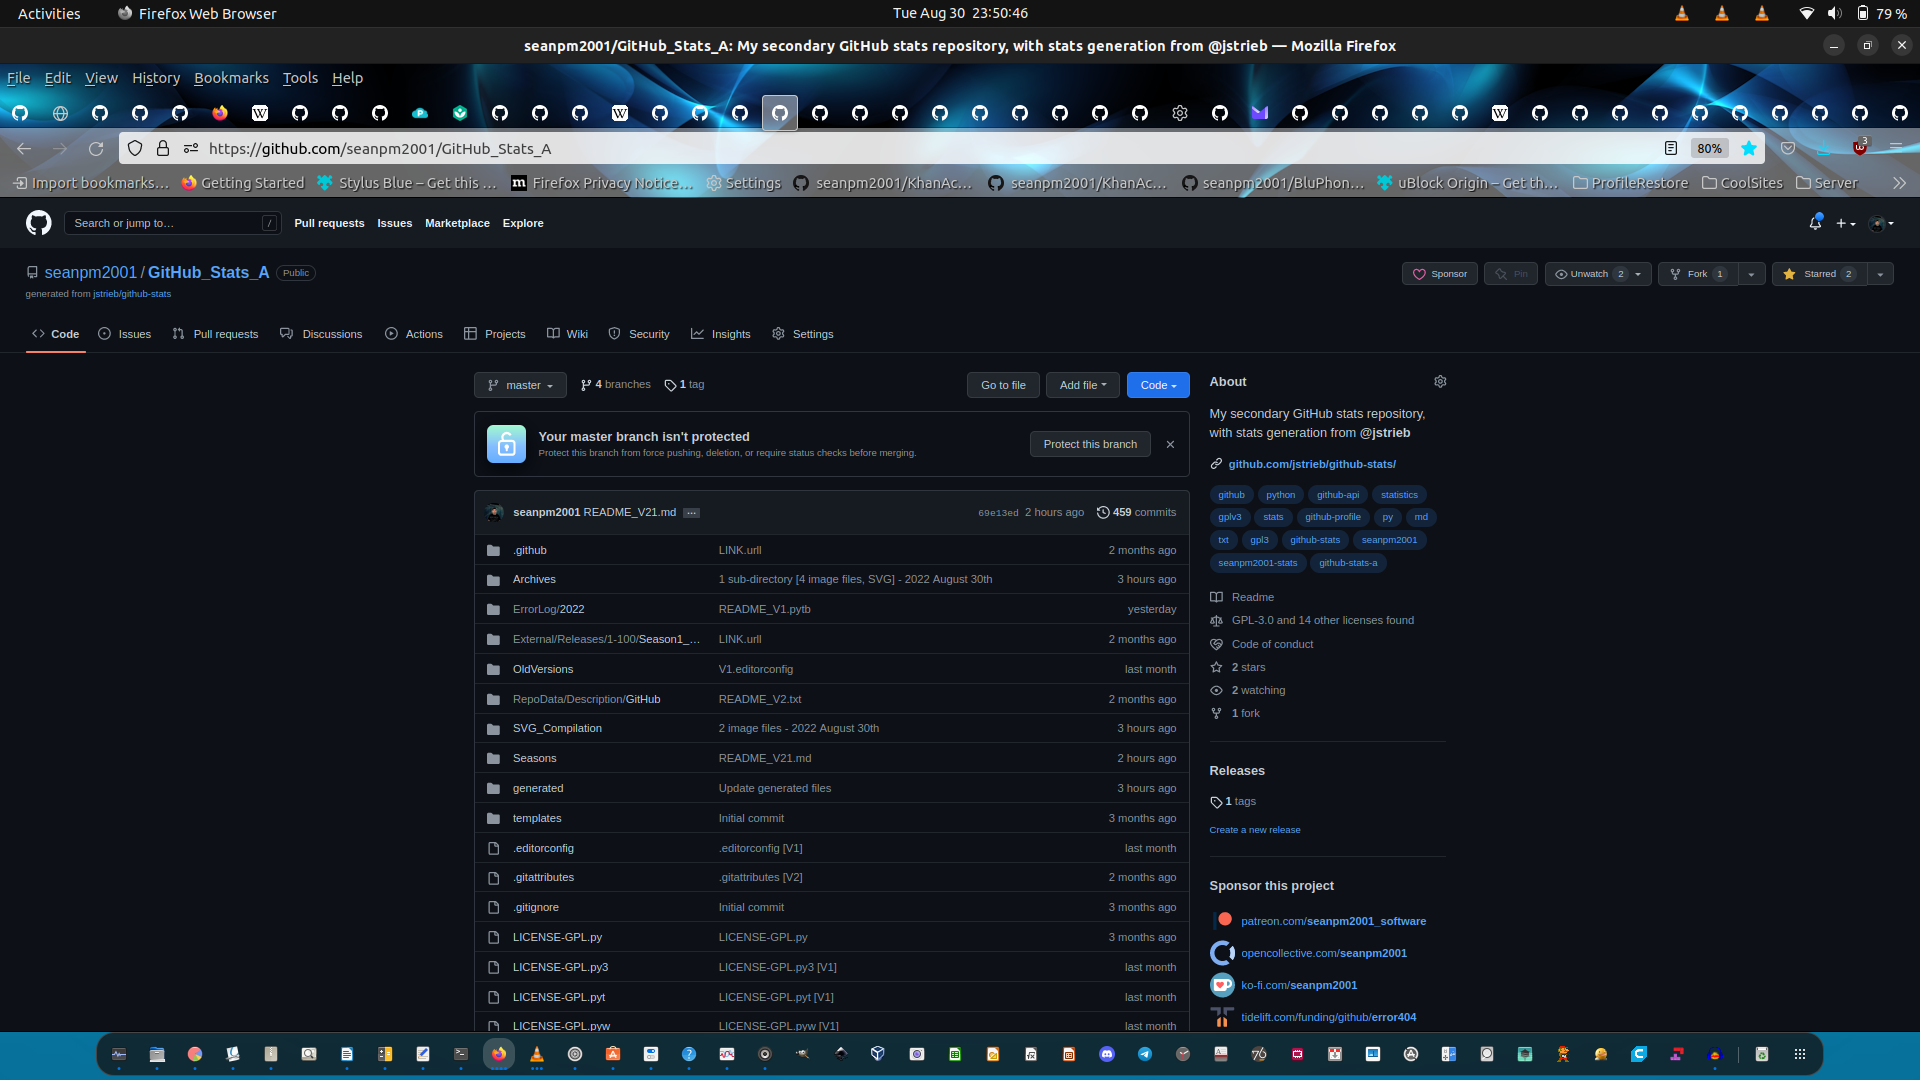 Activities
Firefox Web Browser
Tue Aug 30 23:50:46
79 %
seanpm2001/GitHub_Stats_A: My secondary GitHub stats repository, with stats generation from @jstrieb — Mozilla Firefox
File Edit View History Bookmarks Tools Help
https://github.com/seanpm2001/GitHub_Stats_A
80%
3
Import bookmarks… Getting Started Stylus Blue – Get this … Firefox Privacy Notice… Settings seanpm2001/KhanAc… seanpm2001/KhanAc… seanpm2001/BluPhon… uBlock Origin – Get th… ProfileRestore CoolSites Server
Search or jump to… /
Pull requests Issues Marketplace Explore
seanpm2001 / GitHub_Stats_A Public
generated from jstrieb/github-stats
Sponsor Pin Unwatch 2 Fork 1 Starred 2
Code Issues Pull requests Discussions Actions Projects Wiki Security Insights Settings
master 4 branches 1 tag Go to file Add file Code
Your master branch isn't protected
Protect this branch from force pushing, deletion, or require status checks before merging.
Protect this branch
seanpm2001 README_V21.md … 69e13ed 2 hours ago 459 commits
.github LINK.urll 2 months ago
Archives 1 sub-directory [4 image files, SVG] - 2022 August 30th 3 hours ago
ErrorLog/2022 README_V1.pytb yesterday
External/Releases/1-100/Season1_… LINK.urll 2 months ago
OldVersions V1.editorconfig last month
RepoData/Description/GitHub README_V2.txt 2 months ago
SVG_Compilation 2 image files - 2022 August 30th 3 hours ago
Seasons README_V21.md 2 hours ago
generated Update generated files 3 hours ago
templates Initial commit 3 months ago
.editorconfig .editorconfig [V1] last month
.gitattributes .gitattributes [V2] 2 months ago
.gitignore Initial commit 3 months ago
LICENSE-GPL.py LICENSE-GPL.py 3 months ago
LICENSE-GPL.py3 LICENSE-GPL.py3 [V1] last month
LICENSE-GPL.pyt LICENSE-GPL.pyt [V1] last month
LICENSE-GPL.pyw LICENSE-GPL.pyw [V1] last month
About
My secondary GitHub stats repository,
with stats generation from @jstrieb
github.com/jstrieb/github-stats/
github python github-api statistics
gplv3 stats github-profile py md
txt gpl3 github-stats seanpm2001
seanpm2001-stats github-stats-a
Readme
GPL-3.0 and 14 other licenses found
Code of conduct
2 stars
2 watching
1 fork
Releases
1 tags
Create a new release
Sponsor this project
patreon.com/seanpm2001_software
opencollective.com/seanpm2001
ko-fi.com/seanpm2001
tidelift.com/funding/github/error404